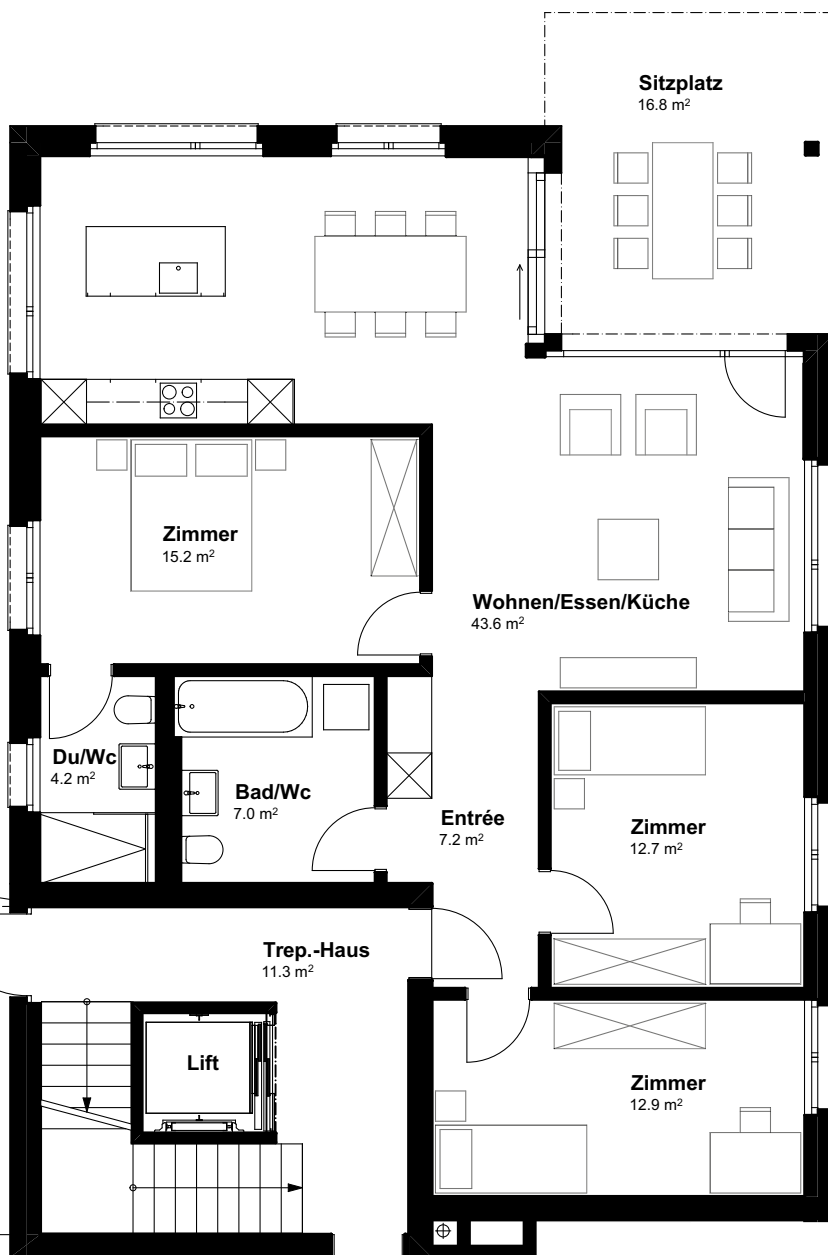 Sitzplatz
16.8 m²
Zimmer
15.2 m²
Wohnen/Essen/Küche
43.6 m²
Du/Wc
4.2 m²
Bad/Wc
7.0 m²
Entrée
7.2 m²
Zimmer
12.7 m²
Trep.-Haus
11.3 m²
Lift
Zimmer
12.9 m²